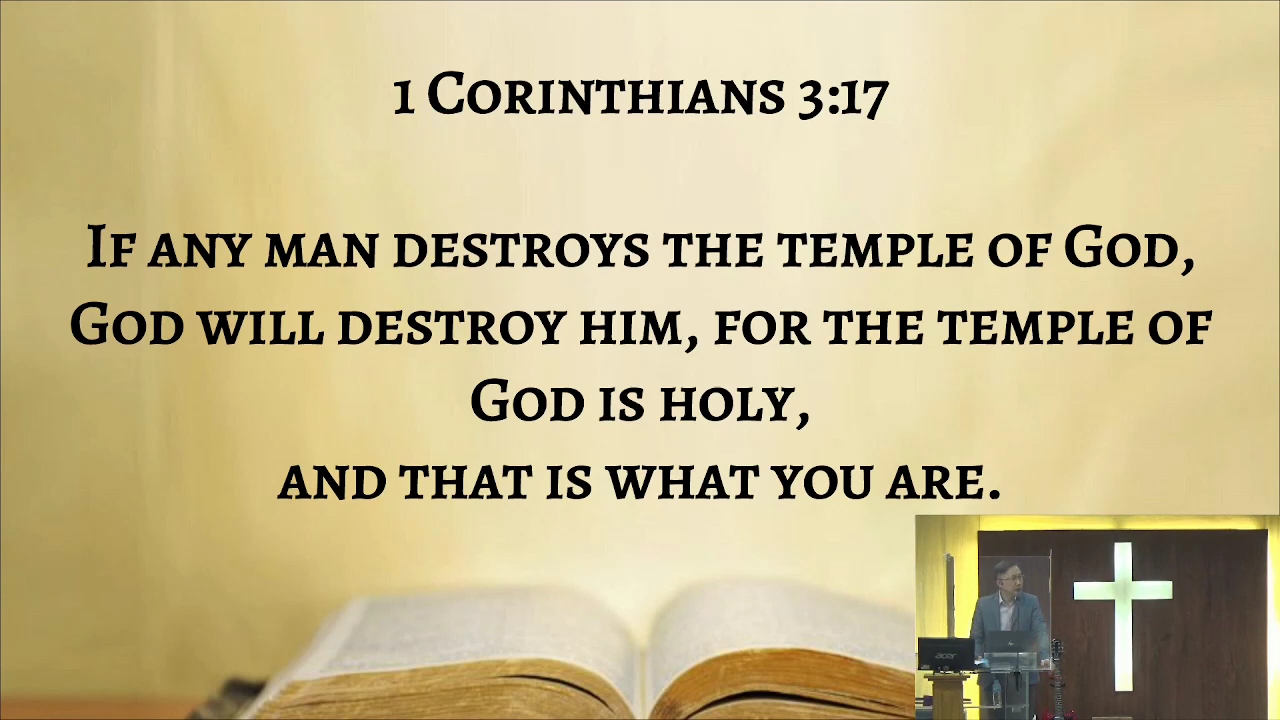 1 Corinthians 3:17
If any man destroys the temple of God,
God will destroy him, for the temple of
God is holy,
and that is what you are.
acer